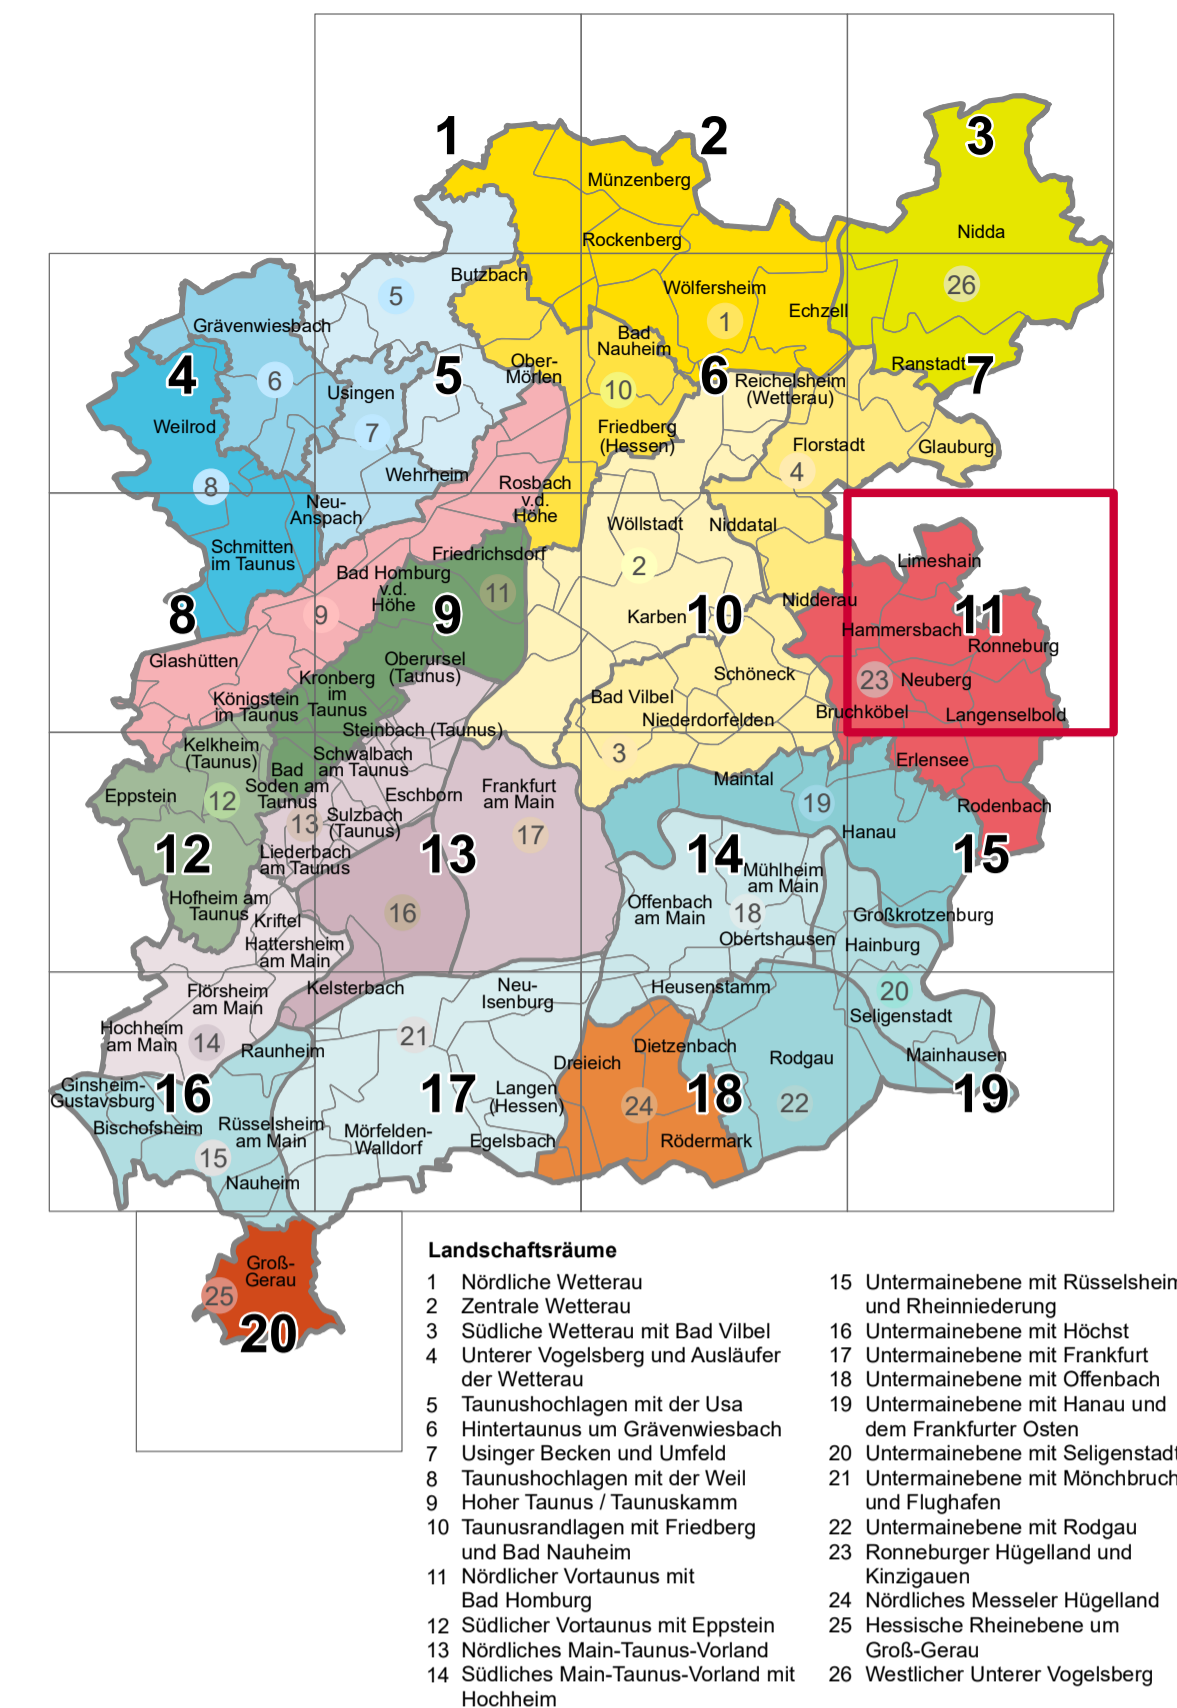 1
2
3
Münzenberg
Nidda
Rockenberg
Butzbach
5
Wölfersheim
26
Echzell
1
Grävenwiesbach
Bad
Nauheim
Ober-
Mörlen
Ranstadt
4
6
Usingen
5
10
6
Reichelsheim
(Wetterau)
7
Weilrod
7
Friedberg
(Hessen)
Florstadt
Glauburg
4
Wehrheim
8
Rosbach
v.d.
Höhe
Neu-
Anspach
Wöllstadt
Niddatal
Schmitten
im Taunus
Friedrichsdorf
2
Limeshain
Bad Homburg
v.d.
Höhe
11
Nidderau
8
9
9
Karben
10
11
Hammersbach
Ronneburg
Glashütten
Oberursel
(Taunus)
Schöneck
Kronberg
im
Taunus
23
Neuberg
Königstein
im Taunus
Bad Vilbel
Niederdorfelden
Bruchköbel
Langenselbold
Steinbach (Taunus)
Kelkheim
(Taunus)
Schwalbach
am Taunus
3
Erlensee
Bad
Soden am
Taunus
Maintal
Eppstein
12
Eschborn
Frankfurt
am Main
19
Rodenbach
Sulzbach
(Taunus)
13
17
Hanau
12
Liederbach
am Taunus
13
14
15
Mühlheim
am Main
Hofheim am
Taunus
Kriftel
16
Offenbach
am Main
18
Großkrotzenburg
Hattersheim
am Main
Obertshausen
Hainburg
Flörsheim
am Main
Kelsterbach
Neu-
Isenburg
Heusenstamm
20
Seligenstadt
Hochheim
am Main
14
Raunheim
21
Dietzenbach
Dreieich
Rodgau
Mainhausen
Ginsheim-
Gustavsburg
16
17
Langen
(Hessen)
24
18
22
19
Bischofsheim
Rüsselsheim
am Main
Mörfelden-
Walldorf
Egelsbach
Rödermark
15
Nauheim
Groß-
Gerau
25
20
Landschaftsräume
1 Nördliche Wetterau
2 Zentrale Wetterau
3 Südliche Wetterau mit Bad Vilbel
4 Unterer Vogelsberg und Ausläufer
der Wetterau
5 Taunushochlagen mit der Usa
6 Hintertaunus um Grävenwiesbach
7 Usinger Becken und Umfeld
8 Taunushochlagen mit der Weil
9 Hoher Taunus / Taunuskamm
10 Taunusrandlagen mit Friedberg
und Bad Nauheim
11 Nördlicher Vortaunus mit
Bad Homburg
12 Südlicher Vortaunus mit Eppstein
13 Nördliches Main-Taunus-Vorland
14 Südliches Main-Taunus-Vorland mit
Hochheim
15 Untermainebene mit Rüsselsheim
und Rheinniederung
16 Untermainebene mit Höchst
17 Untermainebene mit Frankfurt
18 Untermainebene mit Offenbach
19 Untermainebene mit Hanau und
dem Frankfurter Osten
20 Untermainebene mit Seligenstadt
21 Untermainebene mit Mönchbruch
und Flughafen
22 Untermainebene mit Rodgau
23 Ronneburger Hügelland und
Kinzigauen
24 Nördliches Messeler Hügelland
25 Hessische Rheinebene um
Groß-Gerau
26 Westlicher Unterer Vogelsberg